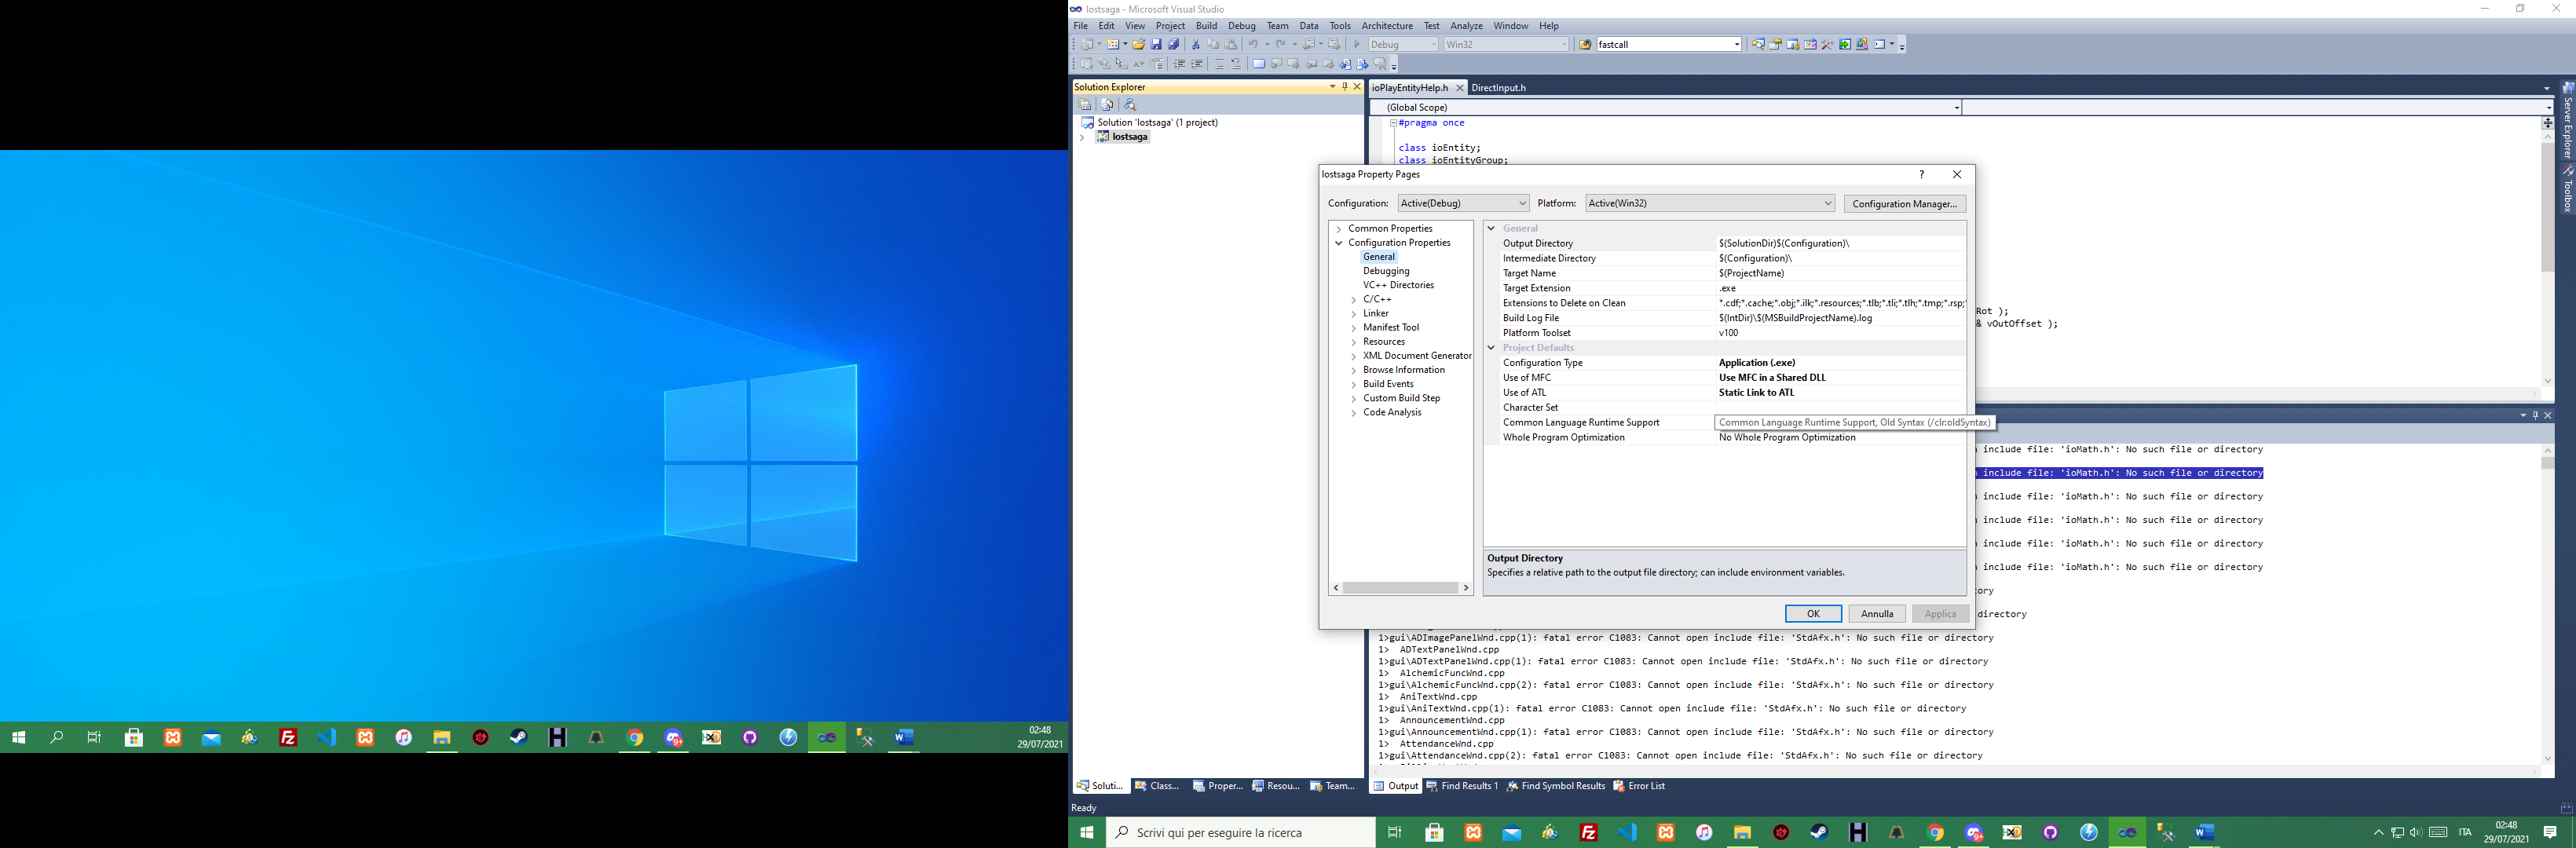 lostsaga - Microsoft Visual Studio
File Edit View Project Build Debug Team Data Tools Architecture Test Analyze Window Help
Debug Win32 fastcall
Solution Explorer
Solution 'lostsaga' (1 project)
lostsaga
ioPlayEntityHelp.h DirectInput.h
(Global Scope)
#pragma once
class ioEntity;
class ioEntityGroup;
Rot );
& vOutOffset );
Server Explorer
Toolbox
lostsaga Property Pages
Configuration: Active(Debug) Platform: Active(Win32) Configuration Manager...
Common Properties
Configuration Properties
General
Debugging
VC++ Directories
C/C++
Linker
Manifest Tool
Resources
XML Document Generator
Browse Information
Build Events
Custom Build Step
Code Analysis
General
Output Directory $(SolutionDir)$(Configuration)\
Intermediate Directory $(Configuration)\
Target Name $(ProjectName)
Target Extension .exe
Extensions to Delete on Clean *.cdf;*.cache;*.obj;*.ilk;*.resources;*.tlb;*.tli;*.tlh;*.tmp;*.rsp;
Build Log File $(IntDir)\$(MSBuildProjectName).log
Platform Toolset v100
Project Defaults
Configuration Type Application (.exe)
Use of MFC Use MFC in a Shared DLL
Use of ATL Static Link to ATL
Character Set
Common Language Runtime Support Common Language Runtime Support, Old Syntax (/clr:oldSyntax)
Whole Program Optimization No Whole Program Optimization
Output Directory
Specifies a relative path to the output file directory; can include environment variables.
OK Annulla Applica
include file: 'ioMath.h': No such file or directory
include file: 'ioMath.h': No such file or directory
include file: 'ioMath.h': No such file or directory
include file: 'ioMath.h': No such file or directory
include file: 'ioMath.h': No such file or directory
include file: 'ioMath.h': No such file or directory
ory
directory
1>gui\ADImagePanelWnd.cpp(1): fatal error C1083: Cannot open include file: 'StdAfx.h': No such file or directory
1> ADTextPanelWnd.cpp
1>gui\ADTextPanelWnd.cpp(1): fatal error C1083: Cannot open include file: 'StdAfx.h': No such file or directory
1> AlchemicFuncWnd.cpp
1>gui\AlchemicFuncWnd.cpp(2): fatal error C1083: Cannot open include file: 'StdAfx.h': No such file or directory
1> AniTextWnd.cpp
1>gui\AniTextWnd.cpp(1): fatal error C1083: Cannot open include file: 'StdAfx.h': No such file or directory
1> AnnouncementWnd.cpp
1>gui\AnnouncementWnd.cpp(1): fatal error C1083: Cannot open include file: 'StdAfx.h': No such file or directory
1> AttendanceWnd.cpp
1>gui\AttendanceWnd.cpp(2): fatal error C1083: Cannot open include file: 'StdAfx.h': No such file or directory
Soluti... Class... Proper... Resou... Team... Output Find Results 1 Find Symbol Results Error List
Ready
02:48
29/07/2021
Scrivi qui per eseguire la ricerca
ITA
02:48
29/07/2021